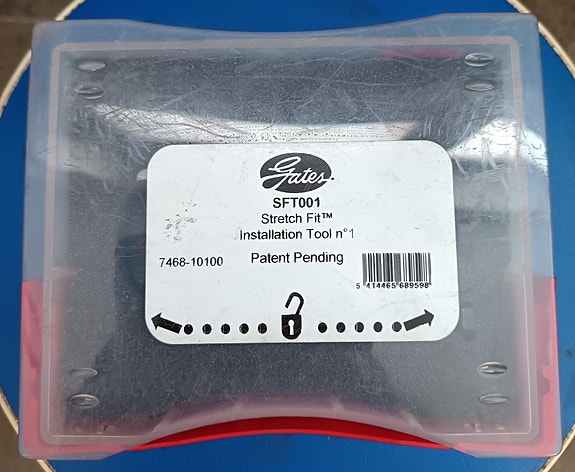 Gates
SFT001
Stretch Fit™
Installation Tool n°1
7468-10100 Patent Pending
5 414465 689598